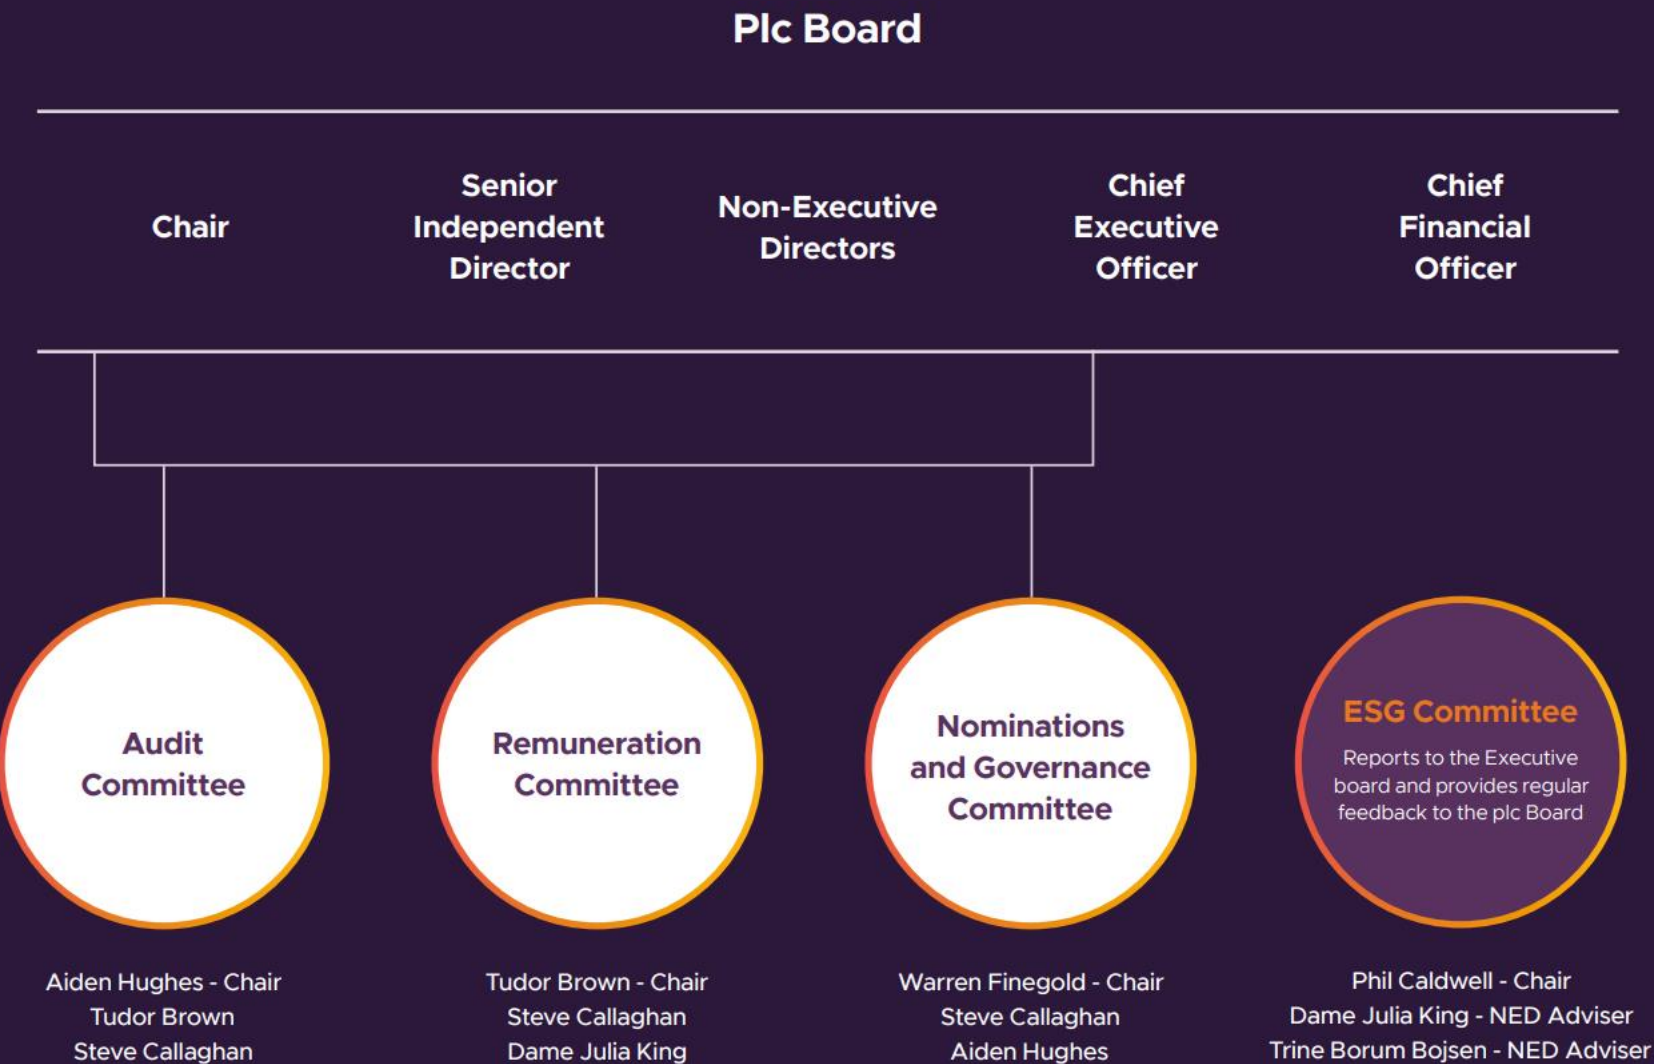 Plc Board
Chair
Senior
Independent
Director
Non-Executive
Directors
Chief
Executive
Officer
Chief
Financial
Officer
Audit
Committee
Remuneration
Committee
Nominations
and Governance
Committee
ESG Committee
Reports to the Executive
board and provides regular
feedback to the plc Board
Aiden Hughes - Chair
Tudor Brown
Steve Callaghan
Tudor Brown - Chair
Steve Callaghan
Dame Julia King
Warren Finegold - Chair
Steve Callaghan
Aiden Hughes
Phil Caldwell - Chair
Dame Julia King - NED Adviser
Trine Borum Bojsen - NED Adviser